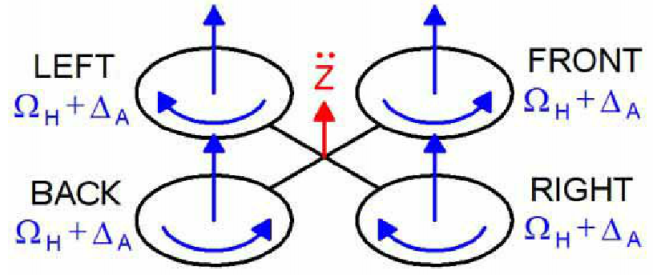 LEFT
Ω_H + Δ_A
z̈
FRONT
Ω_H + Δ_A
BACK
Ω_H + Δ_A
RIGHT
Ω_H + Δ_A